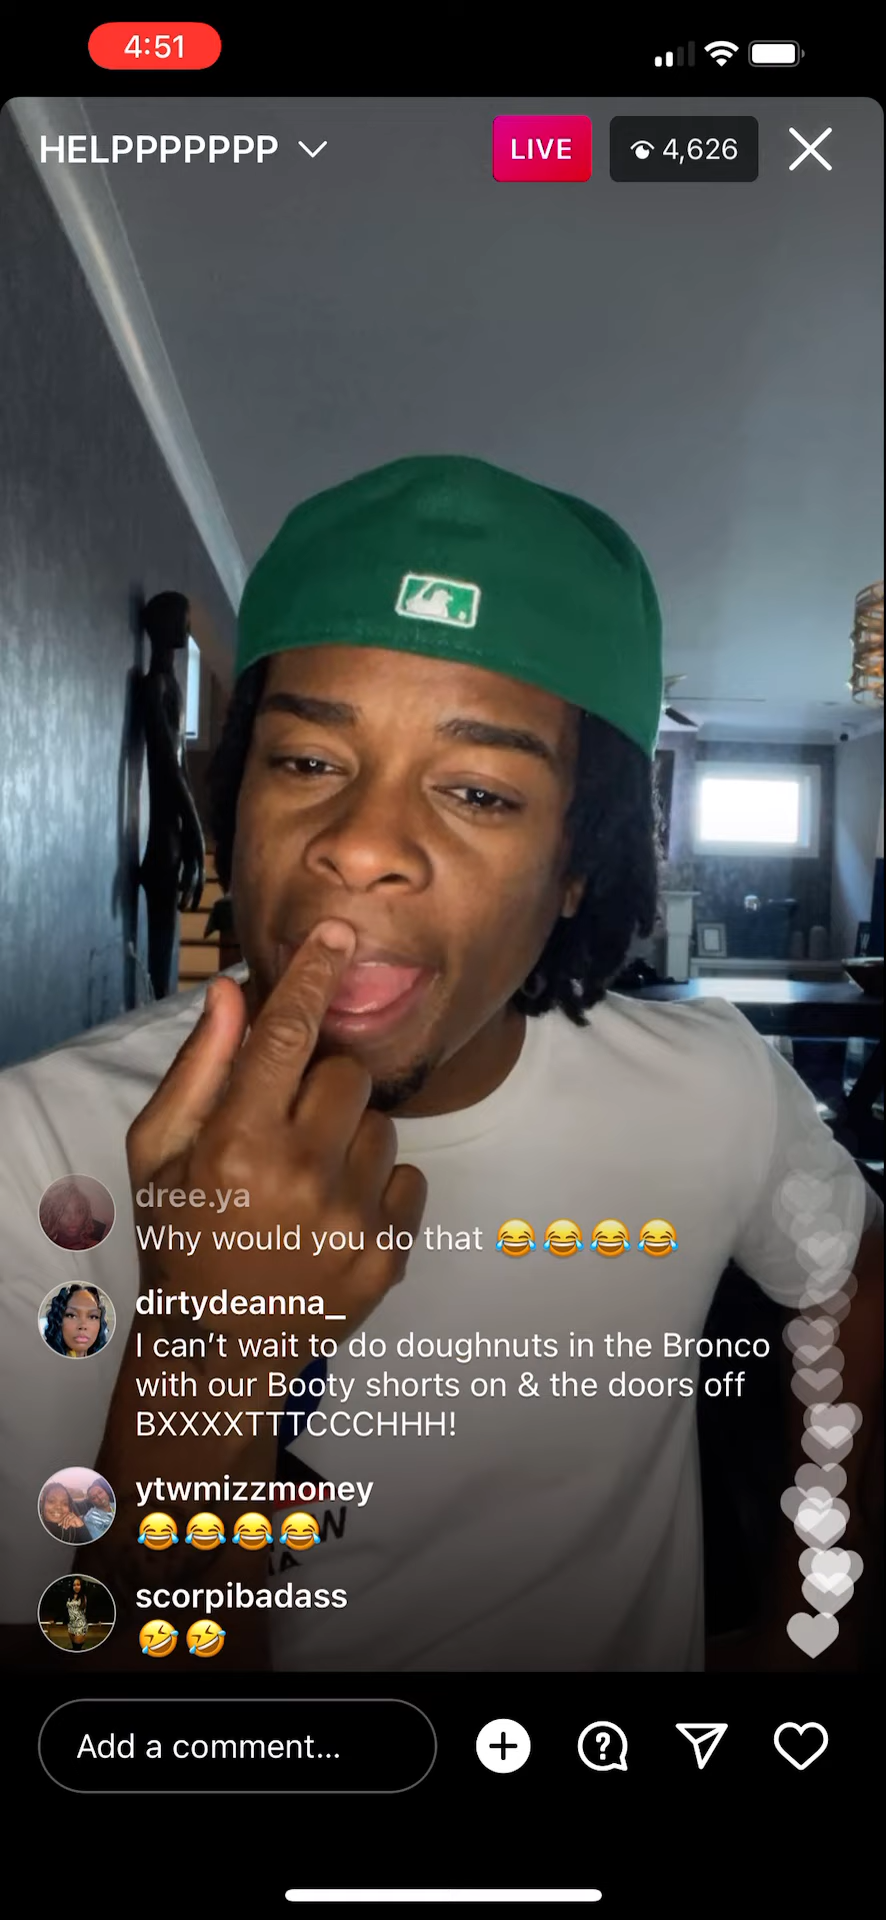 4:51
HELPPPPPPP
LIVE
4,626
dree.ya
Why would you do that 😂😂😂😂
dirtydeanna_
I can’t wait to do doughnuts in the Bronco
with our Booty shorts on & the doors off
BXXXXTTTCCCHHH!
ytwmizzmoney
😂😂😂😂
scorpibadass
🤣🤣
Add a comment...